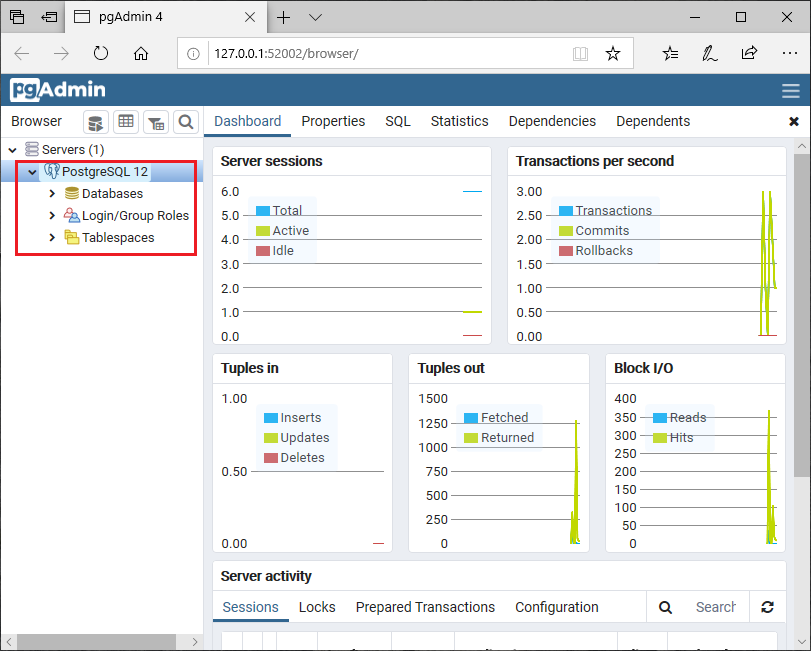 pgAdmin 4
127.0.0.1:52002/browser/
pgAdmin
Browser
Dashboard Properties SQL Statistics Dependencies Dependents
Servers (1)
PostgreSQL 12
Databases
Login/Group Roles
Tablespaces
Server sessions
6.0
5.0
4.0
3.0
2.0
1.0
0.0
Total
Active
Idle
Transactions per second
3.00
2.50
2.00
1.50
1.00
0.50
0.00
Transactions
Commits
Rollbacks
Tuples in
1.00
0.50
0.00
Inserts
Updates
Deletes
Tuples out
1500
1250
1000
750
500
250
0
Fetched
Returned
Block I/O
400
350
300
250
200
150
100
50
0
Reads
Hits
Server activity
Sessions Locks Prepared Transactions Configuration Search